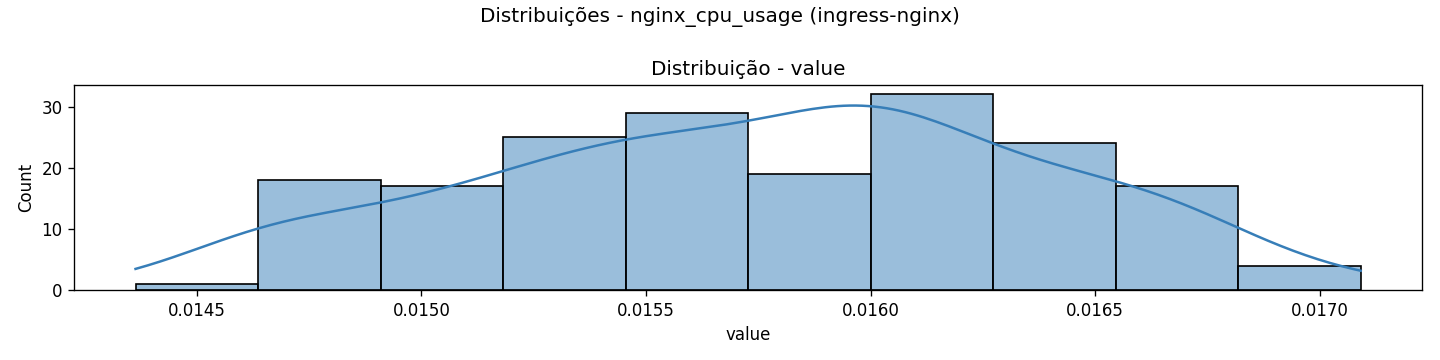 Distribuições - nginx_cpu_usage (ingress-nginx)
Distribuição - value
30
20
10
0
Count
0.0145
0.0150
0.0155
0.0160
0.0165
0.0170
value